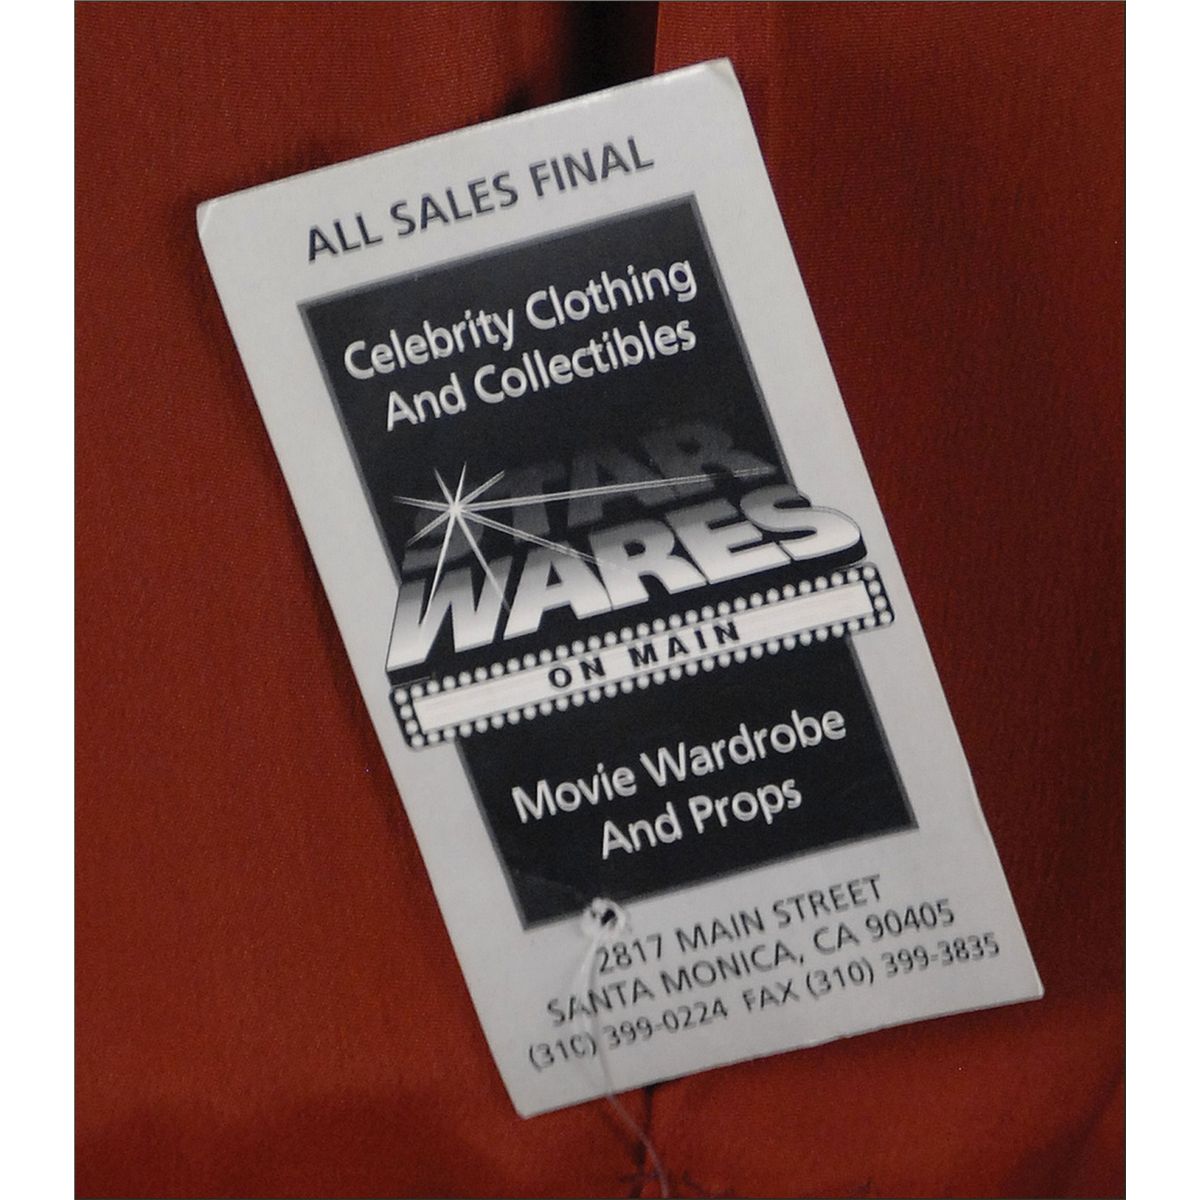 ALL SALES FINAL
Celebrity Clothing
And Collectibles
STAR
WARES
ON MAIN
Movie Wardrobe
And Props
2817 MAIN STREET
SANTA MONICA, CA 90405
(310) 399-0224 FAX (310) 399-3835